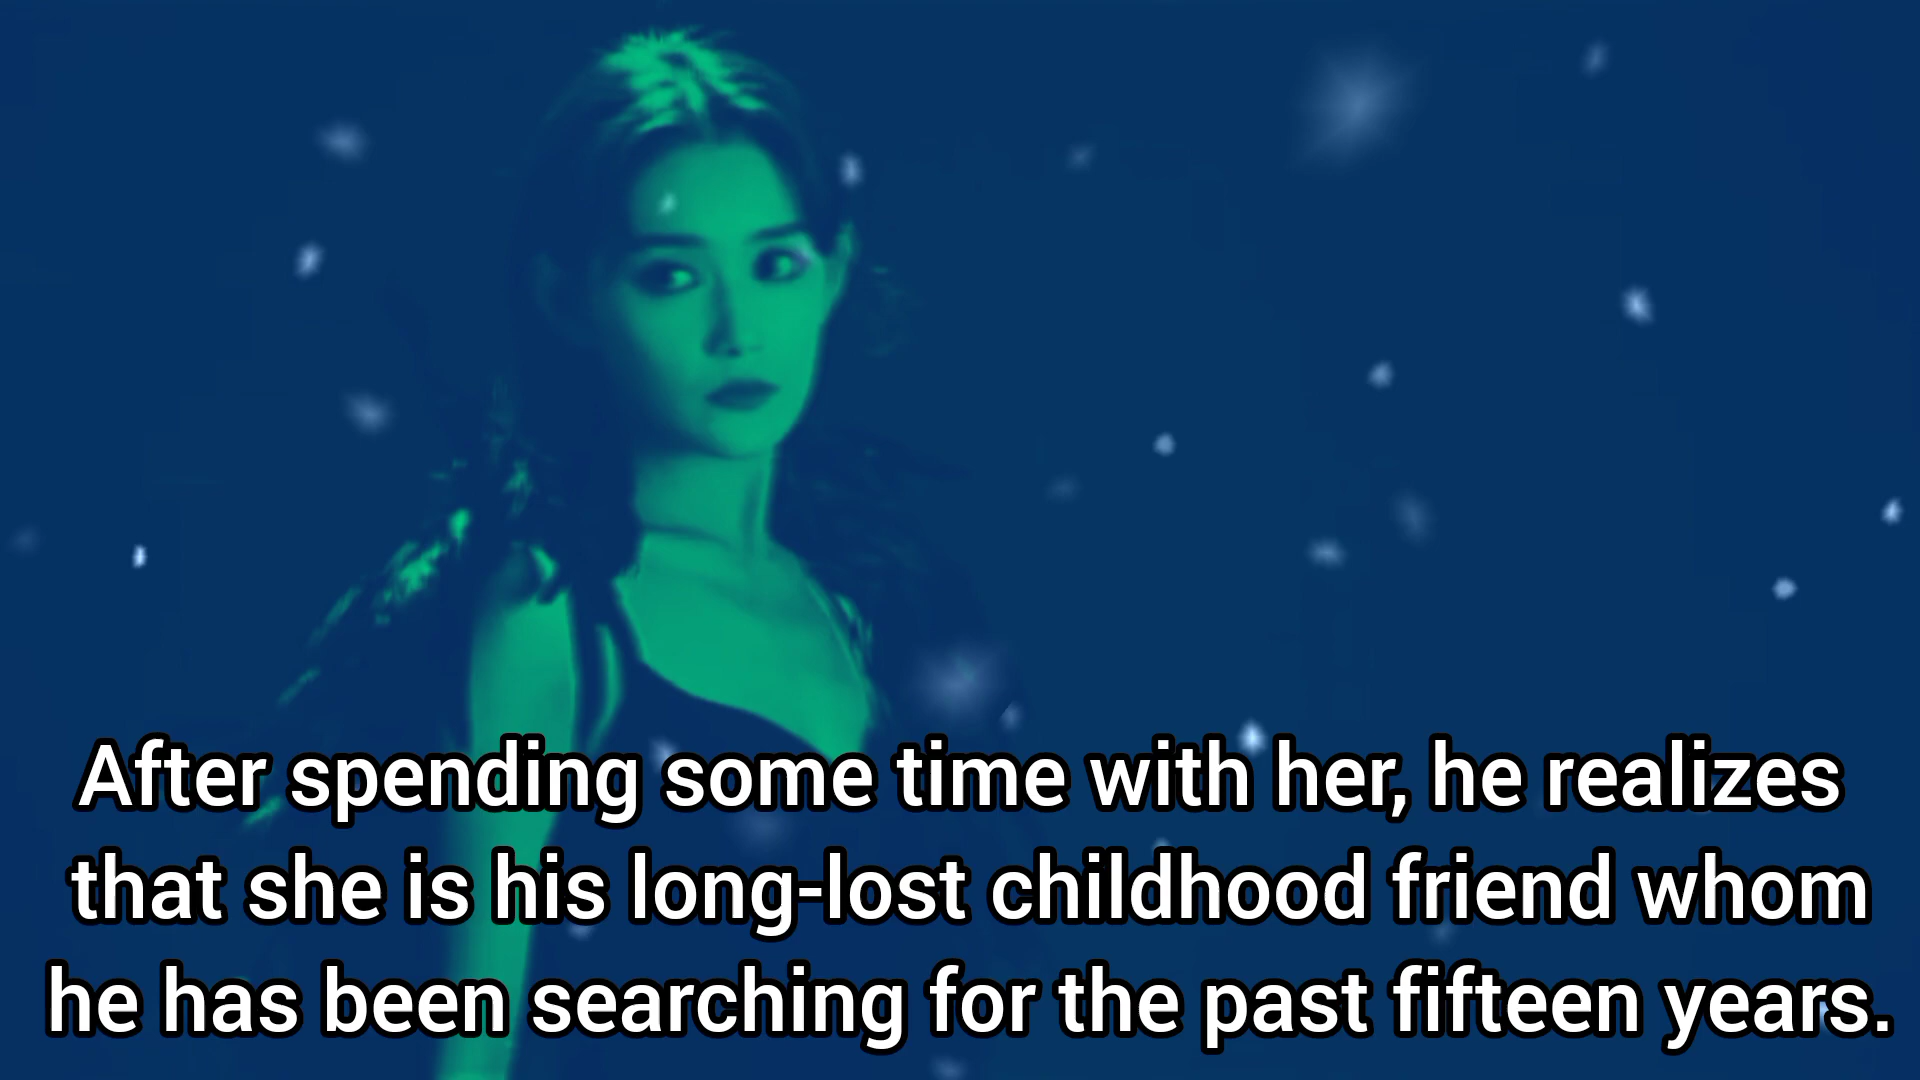 After spending some time with her, he realizes
that she is his long-lost childhood friend whom
he has been searching for the past fifteen years.